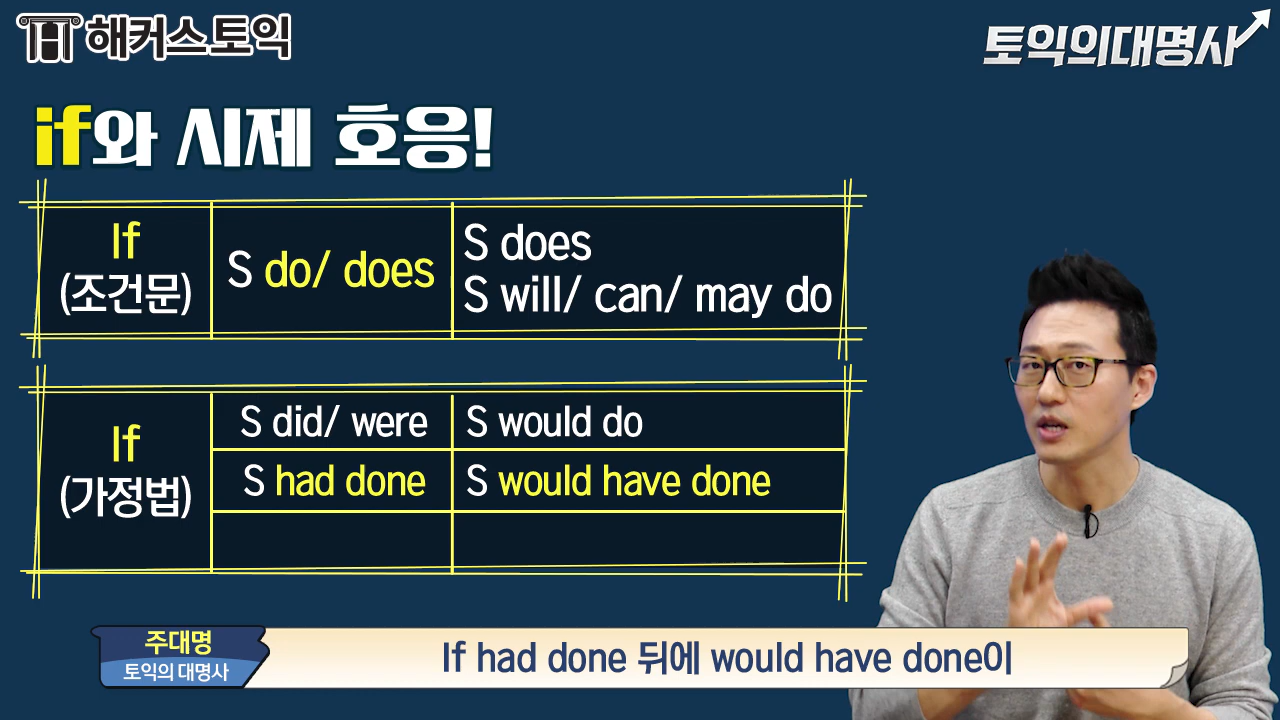 해커스토익
토익의대명사
if와 시제 호응!
If
(조건문)
S do/ does
S does
S will/ can/ may do
If
(가정법)
S did/ were
S would do
S had done
S would have done
주대명
토익의 대명사
If had done 뒤에 would have done이